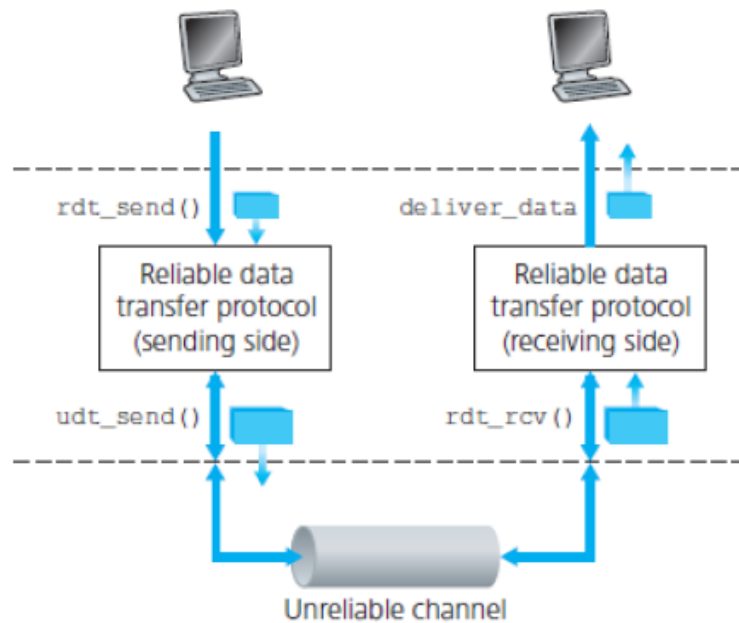 rdt_send()
deliver_data
Reliable data
transfer protocol
(sending side)
Reliable data
transfer protocol
(receiving side)
udt_send()
rdt_rcv()
Unreliable channel